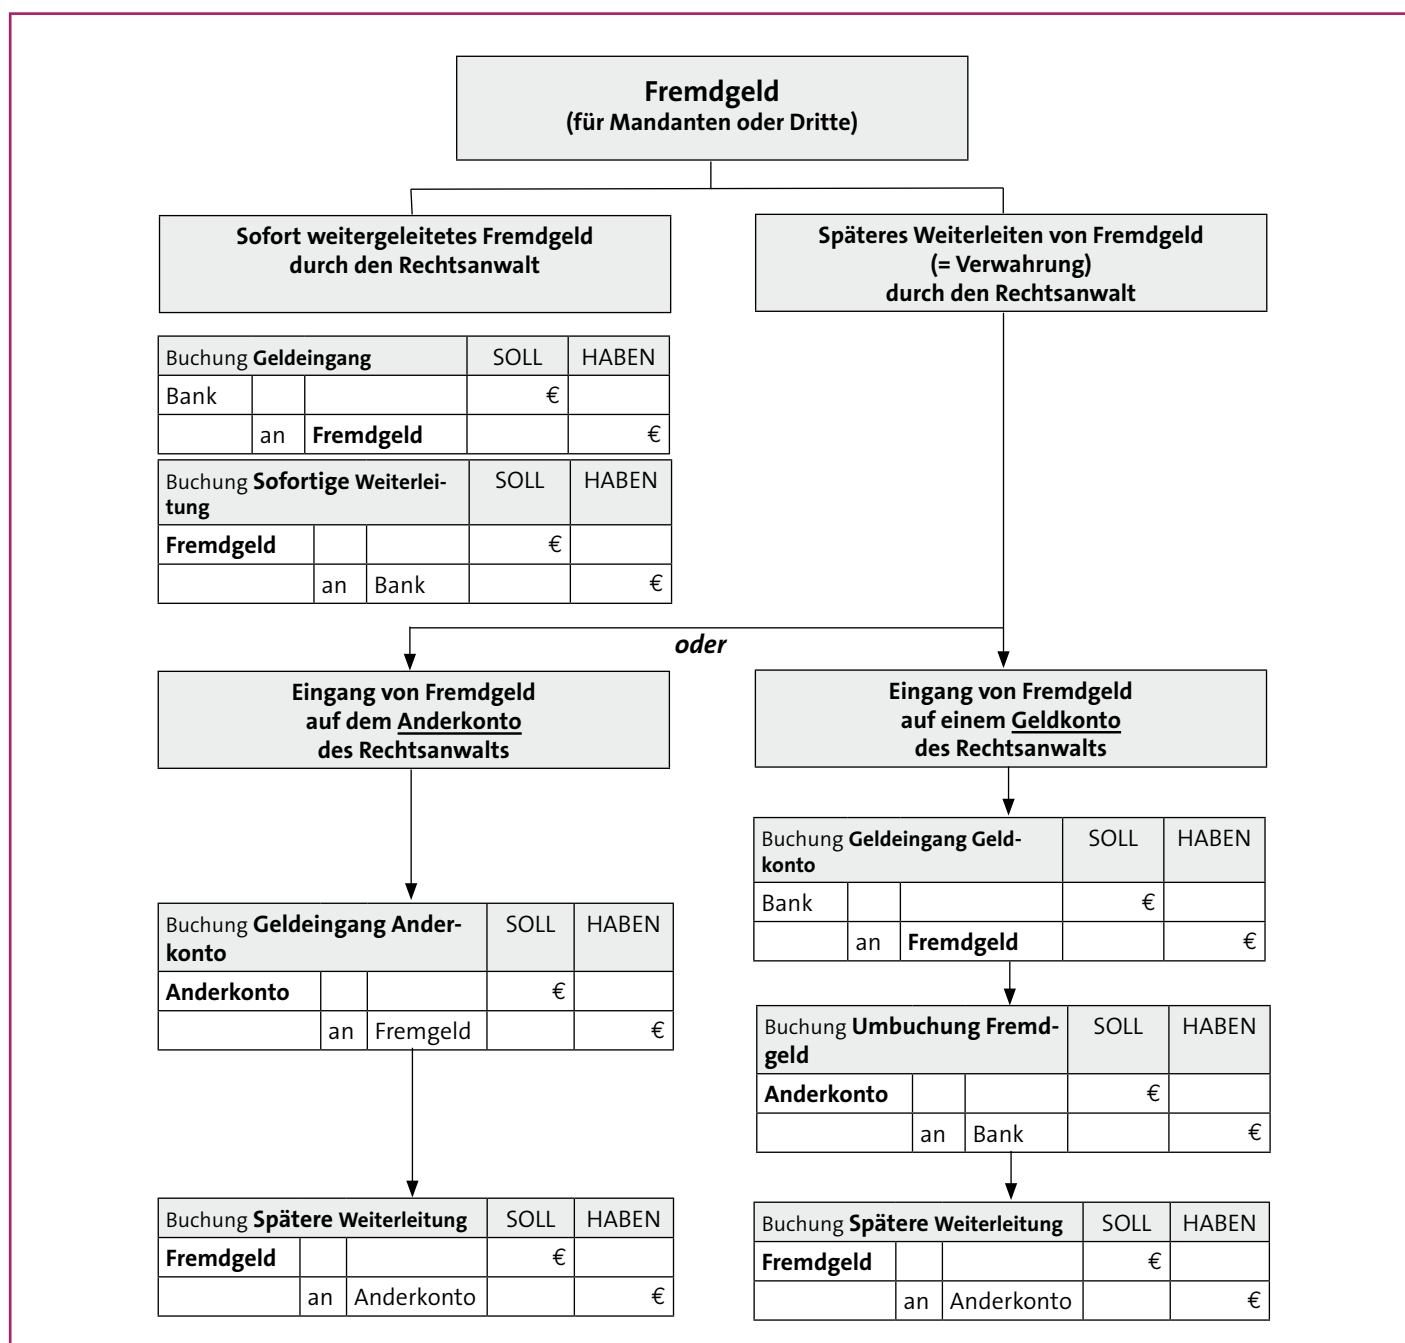 Fremdgeld
(für Mandanten oder Dritte)
Sofort weitergeleitetes Fremdgeld
durch den Rechtsanwalt
Späteres Weiterleiten von Fremdgeld
(= Verwahrung)
durch den Rechtsanwalt
Buchung Geldeingang SOLL HABEN
Bank €
an Fremdgeld €
Buchung Sofortige Weiterlei- SOLL HABEN
tung
Fremdgeld €
an Bank €
oder
Eingang von Fremdgeld
auf dem Anderkonto
des Rechtsanwalts
Eingang von Fremdgeld
auf einem Geldkonto
des Rechtsanwalts
Buchung Geldeingang Ander- SOLL HABEN
konto
Anderkonto €
an Fremgeld €
Buchung Spätere Weiterleitung SOLL HABEN
Fremdgeld €
an Anderkonto €
Buchung Geldeingang Geld- SOLL HABEN
konto
Bank €
an Fremdgeld €
Buchung Umbuchung Fremd- SOLL HABEN
geld
Anderkonto €
an Bank €
Buchung Spätere Weiterleitung SOLL HABEN
Fremdgeld €
an Anderkonto €